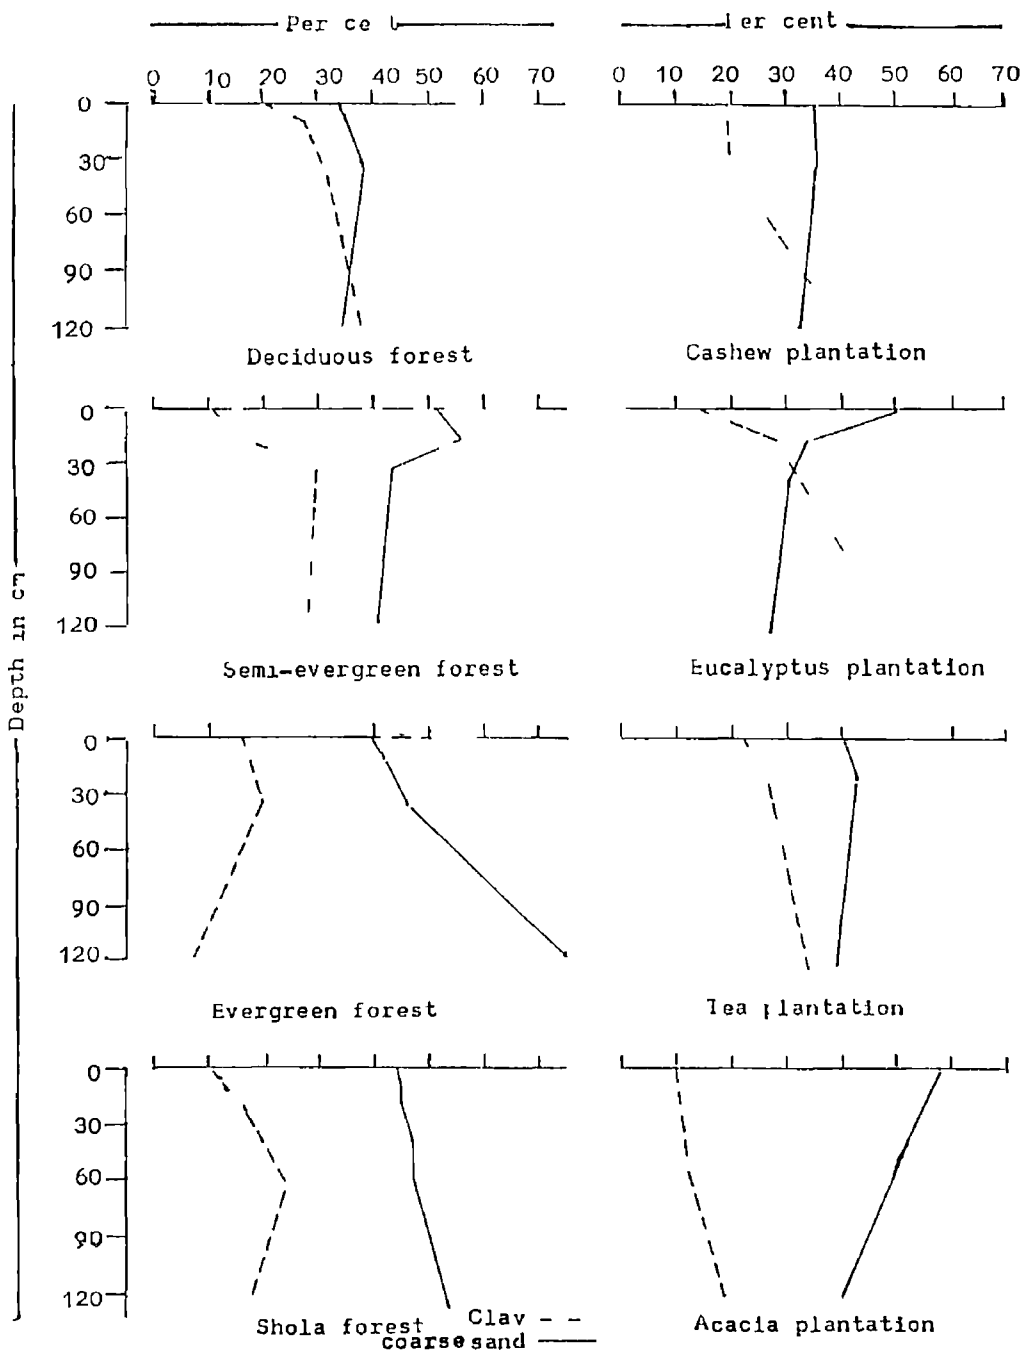 Per ce
er cent
0 10 20 30 40 50 60 70
0 10 20 30 40 50 60 70
Depth in cm
0
30
60
90
120
Deciduous forest
Cashew plantation
0
30
60
90
120
Semi-evergreen forest
Eucalyptus plantation
0
30
60
90
120
Evergreen forest
Tea plantation
0
30
60
90
120
Shola forest
Acacia plantation
Clay
coarse sand